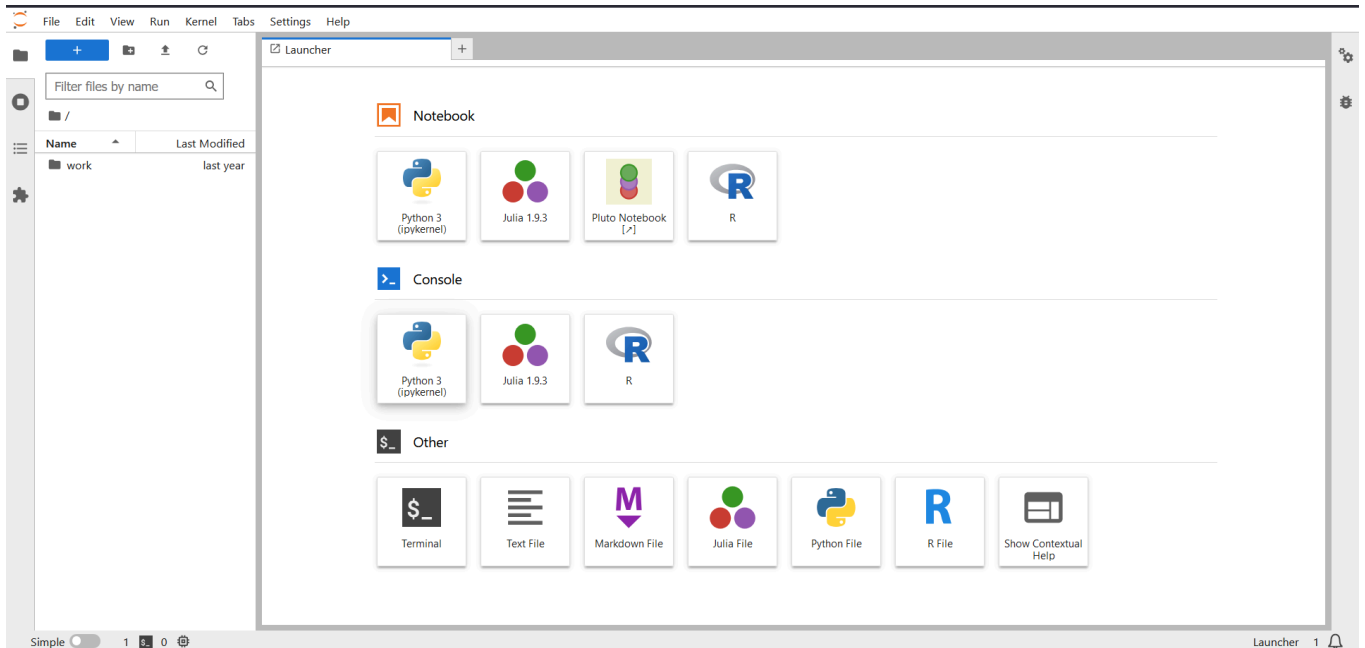 File Edit View Run Kernel Tabs Settings Help
+
Filter files by name
/
Name Last Modified
work last year
Launcher +
Notebook
Python 3 (ipykernel)
Julia 1.9.3
Pluto Notebook [↗]
R
Console
>_
Python 3 (ipykernel)
Julia 1.9.3
R
$_ Other
$_
Terminal
Text File
M
Markdown File
Julia File
Python File
R
R File
Show Contextual Help
Simple 1 $_ 0
Launcher 1